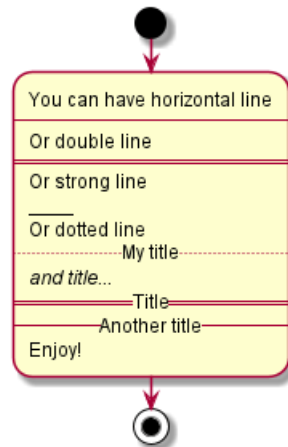 You can have horizontal line
Or double line
Or strong line
____
Or dotted line
My title
and title...
Title
Another title
Enjoy!